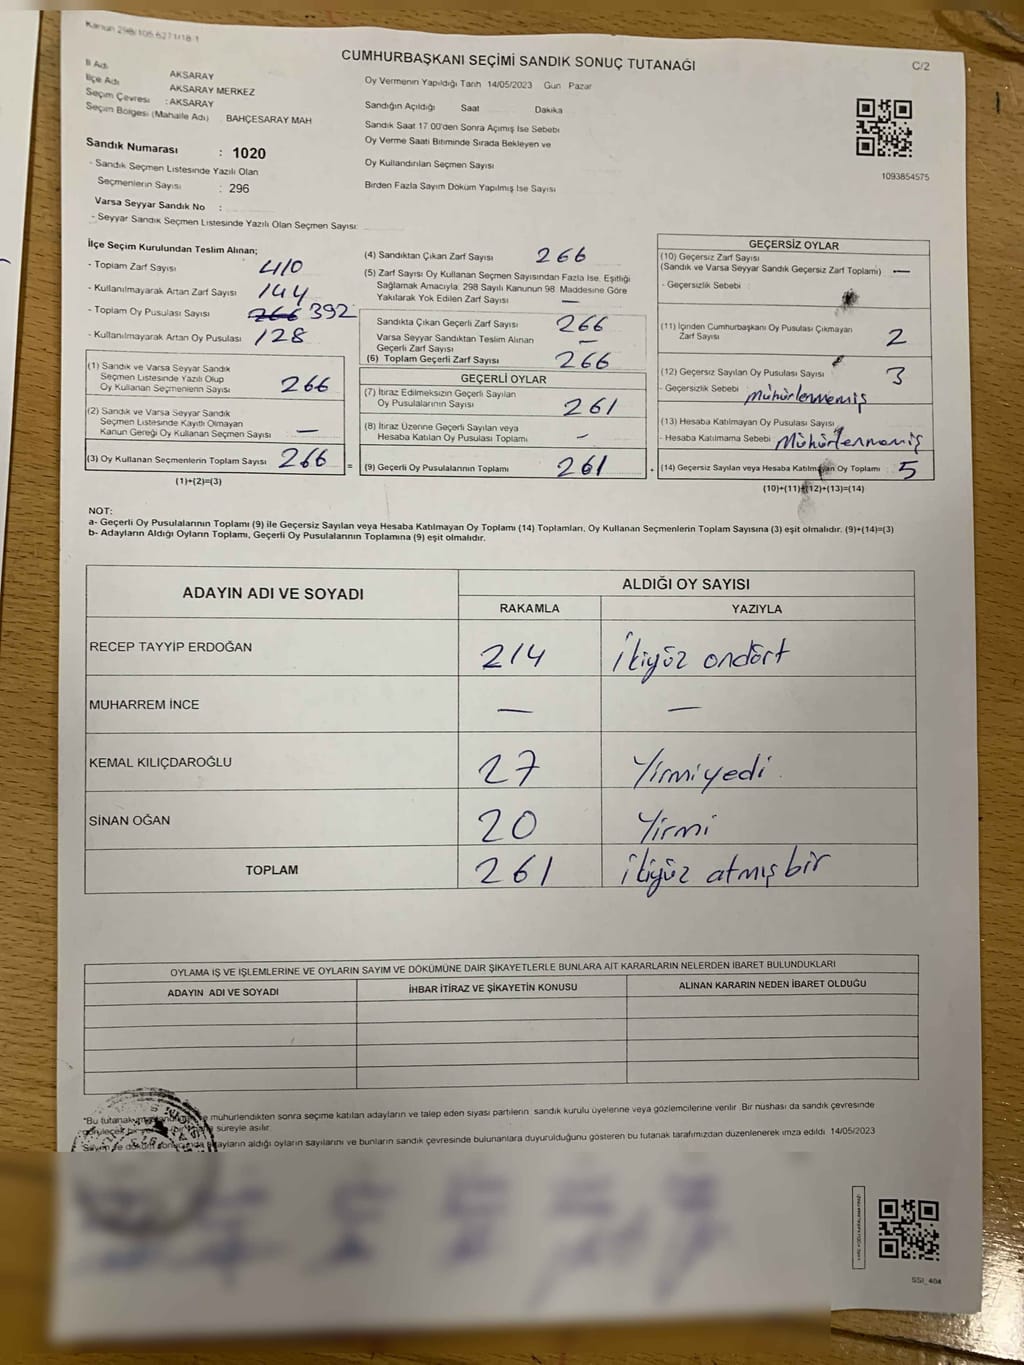 Kanun 298/105.6271/18.1
CUMHURBAŞKANI SEÇİMİ SANDIK SONUÇ TUTANAĞI
C/2
İl Adı AKSARAY
İlçe Adı AKSARAY MERKEZ
Seçim Çevresi : AKSARAY
Seçim Bölgesi (Mahalle Adı) BAHÇESARAY MAH
Oy Vermenin Yapıldığı Tarih 14/05/2023 Gün Pazar
Sandığın Açıldığı Saat Dakika
Sandık Saat 17.00'den Sonra Açımış İse Sebebi
Oy Verme Saati Bitiminde Sırada Bekleyen ve
Oy Kullandırılan Seçmen Sayısı
Birden Fazla Sayım Döküm Yapılmış İse Sayısı
1093854575
Sandık Numarası : 1020
- Sandık Seçmen Listesinde Yazılı Olan
Seçmenlerin Sayısı : 296
Varsa Seyyar Sandık No :
- Seyyar Sandık Seçmen Listesinde Yazılı Olan Seçmen Sayısı:
İlçe Seçim Kurulundan Teslim Alınan;
- Toplam Zarf Sayısı 410
- Kullanılmayarak Artan Zarf Sayısı 144
- Toplam Oy Pusulası Sayısı 266 392
- Kullanılmayarak Artan Oy Pusulası 128
(1) Sandık ve Varsa Seyyar Sandık
Seçmen Listesinde Yazılı Olup
Oy Kullanan Seçmenlerin Sayısı 266
(2) Sandık ve Varsa Seyyar Sandık
Seçmen Listesinde Kayıtlı Olmayan
Kanun Gereği Oy Kullanan Seçmen Sayısı —
(3) Oy Kullanan Seçmenlerin Toplam Sayısı 266 =
(1)+(2)=(3)
(4) Sandıktan Çıkan Zarf Sayısı 266
(5) Zarf Sayısı Oy Kullanan Seçmen Sayısından Fazla İse, Eşitliği
Sağlamak Amacıyla, 298 Sayılı Kanunun 98. Maddesine Göre
Yakılarak Yok Edilen Zarf Sayısı —
Sandıkta Çıkan Geçerli Zarf Sayısı 266
Varsa Seyyar Sandıktan Teslim Alınan
Geçerli Zarf Sayısı —
(6) Toplam Geçerli Zarf Sayısı 266
GEÇERLİ OYLAR
(7) İtiraz Edilmeksizin Geçerli Sayılan
Oy Pusulalarının Sayısı 261
(8) İtiraz Üzerine Geçerli Sayılan veya
Hesaba Katılan Oy Pusulası Toplamı –
(9) Geçerli Oy Pusulalarının Toplamı 261
GEÇERSİZ OYLAR
(10) Geçersiz Zarf Sayısı
(Sandık ve Varsa Seyyar Sandık Geçersiz Zarf Toplamı) —
- Geçersizlik Sebebi
(11) İçinden Cumhurbaşkanı Oy Pusulası Çıkmayan
Zarf Sayısı 2
(12) Geçersiz Sayılan Oy Pusulası Sayısı 3
- Geçersizlik Sebebi mühürlenmemiş
(13) Hesaba Katılmayan Oy Pusulası Sayısı
- Hesaba Katılmama Sebebi Mühürlenmemiş
(14) Geçersiz Sayılan veya Hesaba Katılmayan Oy Toplamı 5
(10)+(11)+(12)+(13)=(14)
NOT:
a- Geçerli Oy Pusulalarının Toplamı (9) ile Geçersiz Sayılan veya Hesaba Katılmayan Oy Toplamı (14) Toplamları, Oy Kullanan Seçmenlerin Toplam Sayısına (3) eşit olmalıdır. (9)+(14)=(3)
b- Adayların Aldığı Oyların Toplamı, Geçerli Oy Pusulalarının Toplamına (9) eşit olmalıdır.
ADAYIN ADI VE SOYADI ALDIĞI OY SAYISI
RAKAMLA YAZIYLA
RECEP TAYYİP ERDOĞAN 214 İkiyüz ondört
MUHARREM İNCE — —
KEMAL KILIÇDAROĞLU 27 Yirmiyedi
SİNAN OĞAN 20 Yirmi
TOPLAM 261 ikiyüz atmış bir
OYLAMA İŞ VE İŞLEMLERİNE VE OYLARIN SAYIM VE DÖKÜMÜNE DAİR ŞİKAYETLERLE BUNLARA AİT KARARLARIN NELERDEN İBARET BULUNDUKLARI
ADAYIN ADI VE SOYADI İHBAR İTİRAZ VE ŞİKAYETİN KONUSU ALINAN KARARIN NEDEN İBARET OLDUĞU
*Bu tutanak mühürlendikten sonra seçime katılan adayların ve talep eden siyasi partilerin sandık kurulu üyelerine veya gözlemcilerine verilir. Bir nüshası da sandık çevresinde
süreyle asılır.
adayların aldığı oyların sayılarını ve bunların sandık çevresinde bulunanlara duyurulduğunu gösteren bu tutanak tarafımızdan düzenlenerek imza edildi. 14/05/2023
SSI_404